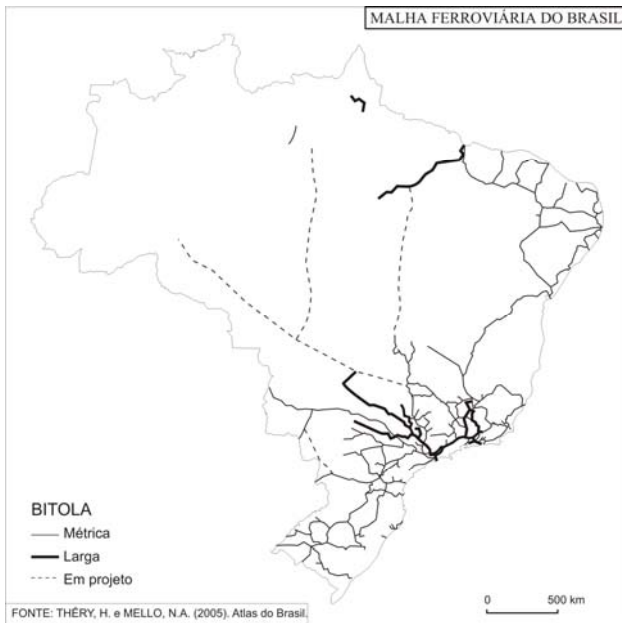 MALHA FERROVIÁRIA DO BRASIL
BITOLA
Métrica
Larga
Em projeto
0 500 km
FONTE: THÉRY, H. e MELLO, N.A. (2005). Atlas do Brasil.